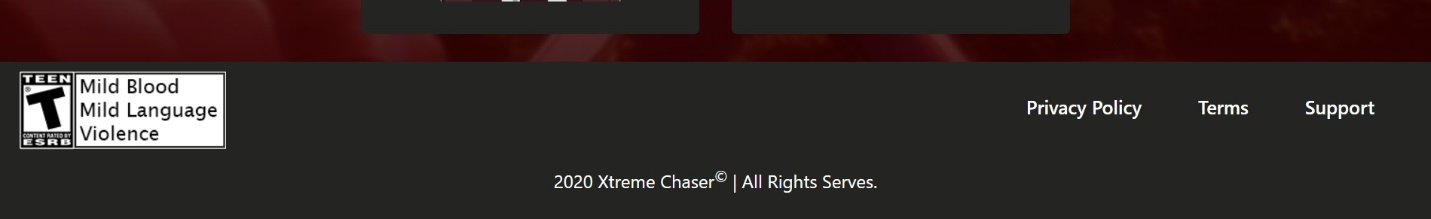 TEEN
T
®
CONTENT RATED BY
ESRB
Mild Blood
Mild Language
Violence
Privacy Policy Terms Support
2020 Xtreme Chaser© | All Rights Serves.